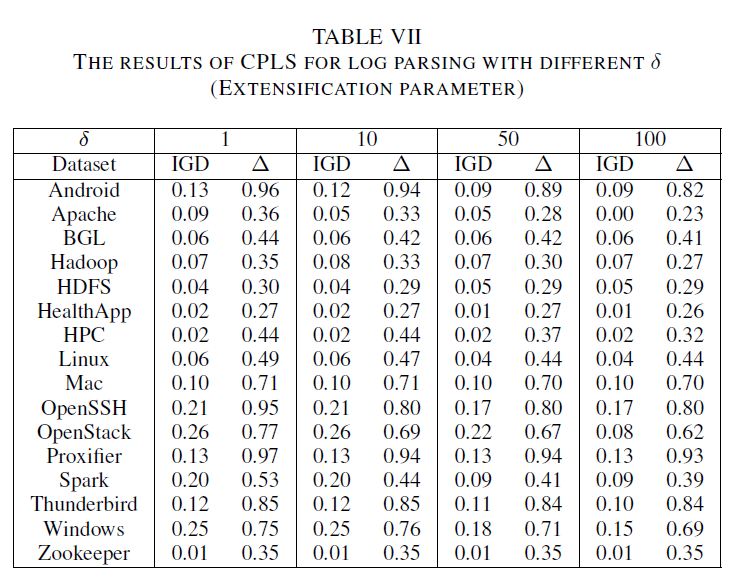 TABLE VII
THE RESULTS OF CPLS FOR LOG PARSING WITH DIFFERENT δ
(EXTENSIFICATION PARAMETER)
δ 1 10 50 100
Dataset IGD Δ IGD Δ IGD Δ IGD Δ
Android 0.13 0.96 0.12 0.94 0.09 0.89 0.09 0.82
Apache 0.09 0.36 0.05 0.33 0.05 0.28 0.00 0.23
BGL 0.06 0.44 0.06 0.42 0.06 0.42 0.06 0.41
Hadoop 0.07 0.35 0.08 0.33 0.07 0.30 0.07 0.27
HDFS 0.04 0.30 0.04 0.29 0.05 0.29 0.05 0.29
HealthApp 0.02 0.27 0.02 0.27 0.01 0.27 0.01 0.26
HPC 0.02 0.44 0.02 0.44 0.02 0.37 0.02 0.32
Linux 0.06 0.49 0.06 0.47 0.04 0.44 0.04 0.44
Mac 0.10 0.71 0.10 0.71 0.10 0.70 0.10 0.70
OpenSSH 0.21 0.95 0.21 0.80 0.17 0.80 0.17 0.80
OpenStack 0.26 0.77 0.26 0.69 0.22 0.67 0.08 0.62
Proxifier 0.13 0.97 0.13 0.94 0.13 0.94 0.13 0.93
Spark 0.20 0.53 0.20 0.44 0.09 0.41 0.09 0.39
Thunderbird 0.12 0.85 0.12 0.85 0.11 0.84 0.10 0.84
Windows 0.25 0.75 0.25 0.76 0.18 0.71 0.15 0.69
Zookeeper 0.01 0.35 0.01 0.35 0.01 0.35 0.01 0.35